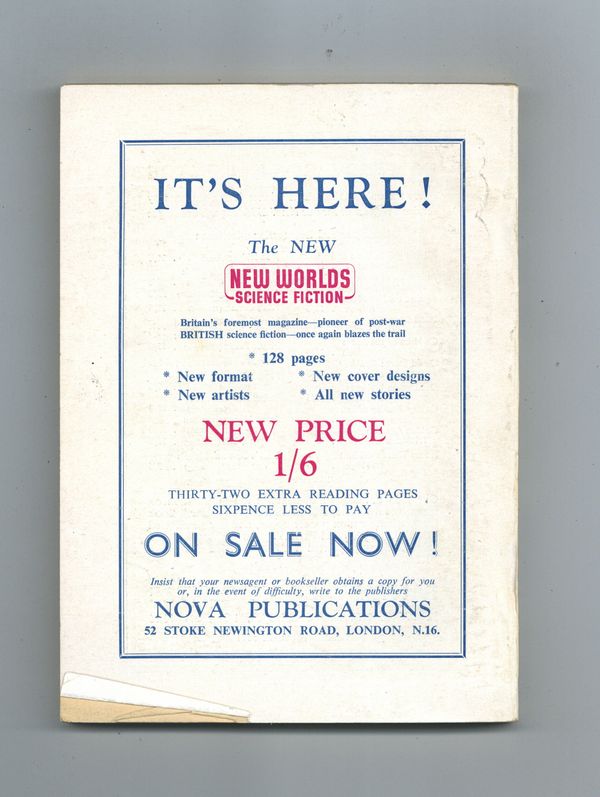 IT'S HERE!
The NEW
NEW WORLDS
SCIENCE FICTION
Britain's foremost magazine—pioneer of post-war
BRITISH science fiction—once again blazes the trail
* 128 pages
* New format * New cover designs
* New artists * All new stories
NEW PRICE
1/6
THIRTY-TWO EXTRA READING PAGES
SIXPENCE LESS TO PAY
ON SALE NOW!
Insist that your newsagent or bookseller obtains a copy for you
or, in the event of difficulty, write to the publishers
NOVA PUBLICATIONS
52 STOKE NEWINGTON ROAD, LONDON, N.16.